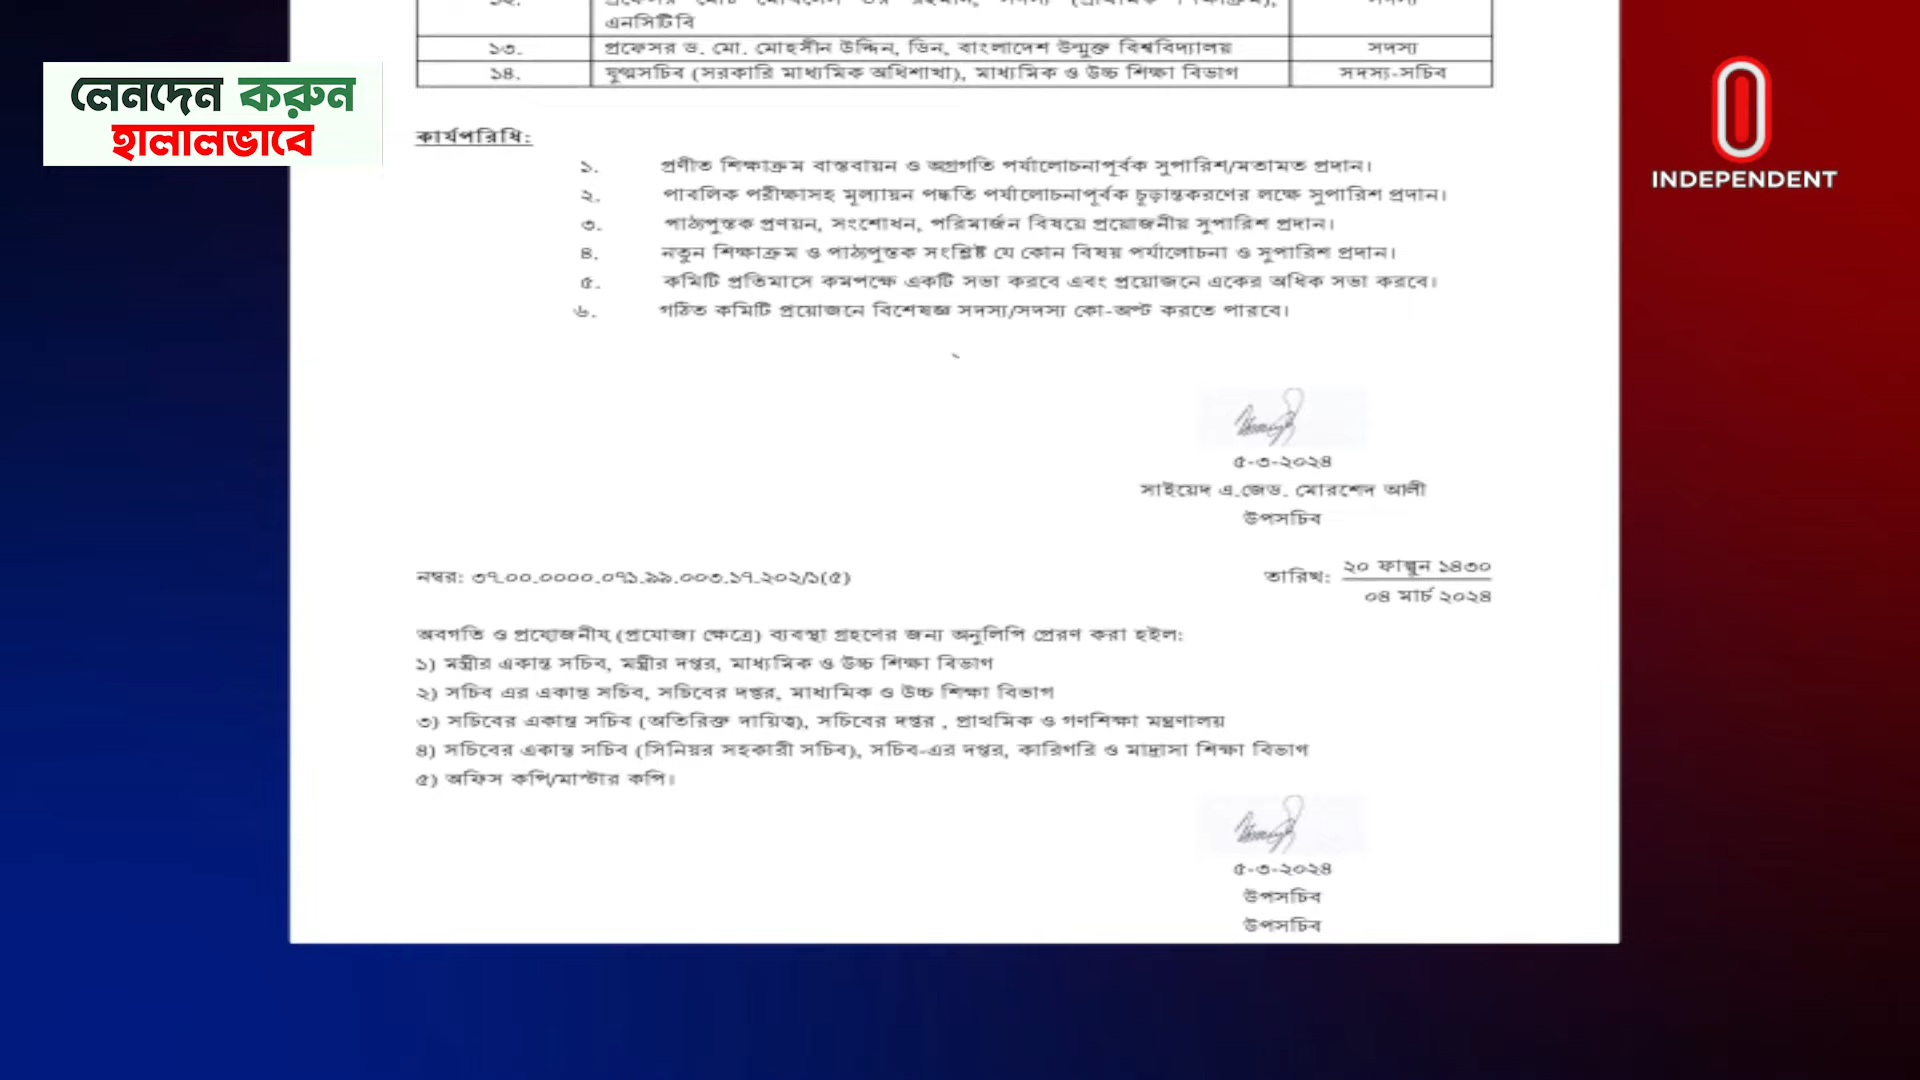 এনসিটিবি
১৩. প্রফেসর ড. মো. মোহসীন উদ্দিন, ডিন, বাংলাদেশ উন্মুক্ত বিশ্ববিদ্যালয় সদস্য
১৪. যুগ্মসচিব (সরকারি মাধ্যমিক অধিশাখা), মাধ্যমিক ও উচ্চ শিক্ষা বিভাগ সদস্য-সচিব
লেনদেন করুন
হালালভাবে
INDEPENDENT
কার্যপরিধি:
১. প্রণীত শিক্ষাক্রম বাস্তবায়ন ও অগ্রগতি পর্যালোচনাপূর্বক সুপারিশ/মতামত প্রদান।
২. পাবলিক পরীক্ষাসহ মূল্যায়ন পদ্ধতি পর্যালোচনাপূর্বক চূড়ান্তকরণের লক্ষে সুপারিশ প্রদান।
৩. পাঠ্যপুস্তক প্রণয়ন, সংশোধন, পরিমার্জন বিষয়ে প্রয়োজনীয় সুপারিশ প্রদান।
৪. নতুন শিক্ষাক্রম ও পাঠ্যপুস্তক সংশ্লিষ্ট যে কোন বিষয় পর্যালোচনা ও সুপারিশ প্রদান।
৫. কমিটি প্রতিমাসে কমপক্ষে একটি সভা করবে এবং প্রয়োজনে একের অধিক সভা করবে।
৬. গঠিত কমিটি প্রয়োজনে বিশেষজ্ঞ সদস্য/সদস্য কো-অপ্ট করতে পারবে।
৫-৩-২০২৪
সাইয়েদ এ.জেড. মোরশেদ আলী
উপসচিব
নম্বর: ৩৭.০০.০০০০.০৭১.৯৯.০০৩.১৭.২০২/১(৫)
তারিখ: ২০ ফাল্গুন ১৪৩০
০৪ মার্চ ২০২৪
অবগতি ও প্রয়োজনীয় (প্রযোজ্য ক্ষেত্রে) ব্যবস্থা গ্রহণের জন্য অনুলিপি প্রেরণ করা হইল:
১) মন্ত্রীর একান্ত সচিব, মন্ত্রীর দপ্তর, মাধ্যমিক ও উচ্চ শিক্ষা বিভাগ
২) সচিব এর একান্ত সচিব, সচিবের দপ্তর, মাধ্যমিক ও উচ্চ শিক্ষা বিভাগ
৩) সচিবের একান্ত সচিব (অতিরিক্ত দায়িত্ব), সচিবের দপ্তর , প্রাথমিক ও গণশিক্ষা মন্ত্রণালয়
৪) সচিবের একান্ত সচিব (সিনিয়র সহকারী সচিব), সচিব-এর দপ্তর, কারিগরি ও মাদ্রাসা শিক্ষা বিভাগ
৫) অফিস কপি/মাস্টার কপি।
৫-৩-২০২৪
উপসচিব
উপসচিব